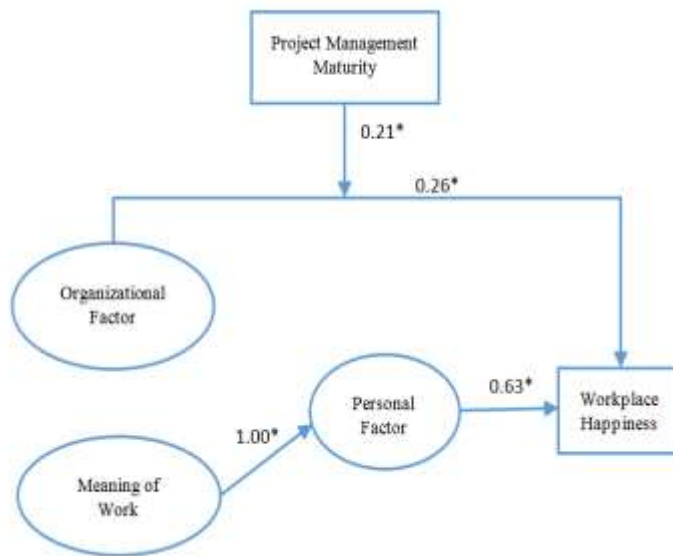 Project Management
Maturity
0.21*
0.26*
Organizational
Factor
Personal
Factor
0.63*
Workplace
Happiness
1.00*
Meaning of
Work